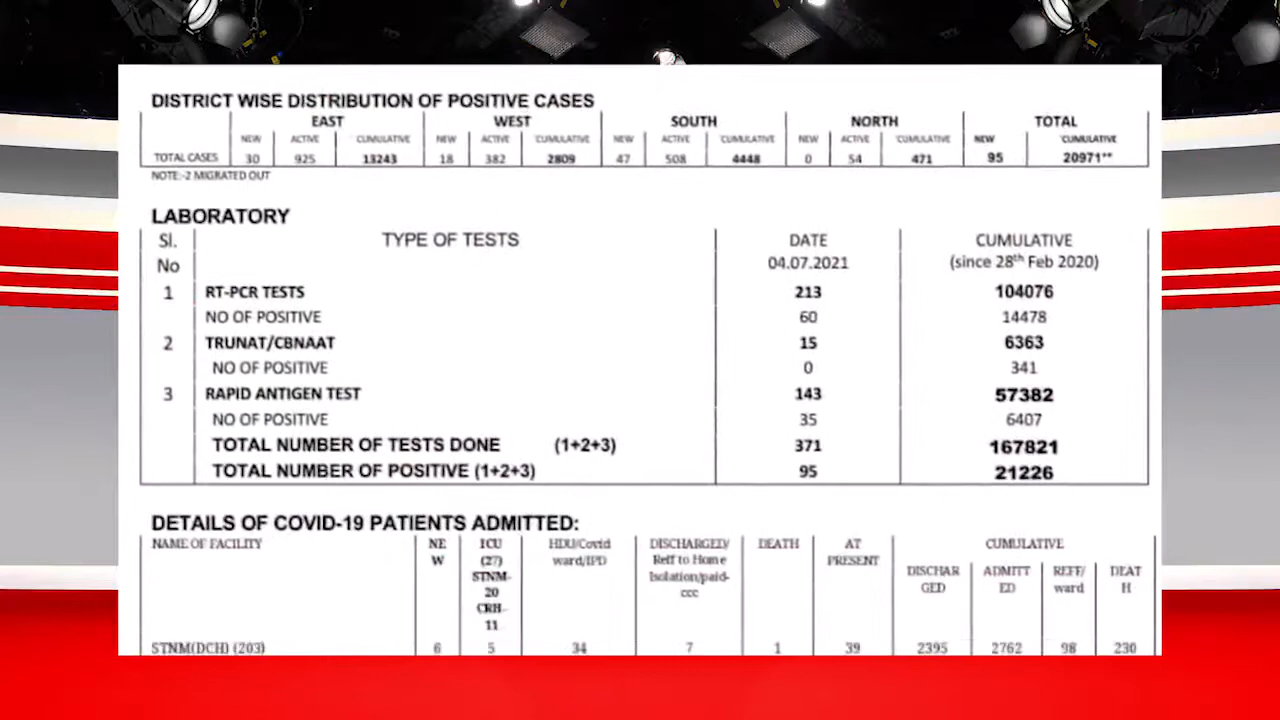 DISTRICT WISE DISTRIBUTION OF POSITIVE CASES
EAST WEST SOUTH NORTH TOTAL
NEW ACTIVE CUMULATIVE NEW ACTIVE CUMULATIVE NEW ACTIVE CUMULATIVE NEW ACTIVE CUMULATIVE NEW CUMULATIVE
TOTAL CASES 30 925 13243 18 382 2809 47 508 4448 0 54 471 95 20971**
NOTE:-2 MIGRATED OUT
LABORATORY
Sl. No TYPE OF TESTS DATE 04.07.2021 CUMULATIVE (since 28th Feb 2020)
1 RT-PCR TESTS 213 104076
NO OF POSITIVE 60 14478
2 TRUNAT/CBNAAT 15 6363
NO OF POSITIVE 0 341
3 RAPID ANTIGEN TEST 143 57382
NO OF POSITIVE 35 6407
TOTAL NUMBER OF TESTS DONE (1+2+3) 371 167821
TOTAL NUMBER OF POSITIVE (1+2+3) 95 21226
DETAILS OF COVID-19 PATIENTS ADMITTED:
NAME OF FACILITY NE W ICU (27) STNM-20 CRH-11 HDU/Covid ward/IPD DISCHARGED/ Reff to Home Isolation/paid-ccc DEATH AT PRESENT CUMULATIVE
DISCHAR GED ADMITT ED REFF/ ward DEAT H
STNM(DCH) (203) 6 5 34 7 1 39 2395 2762 98 230